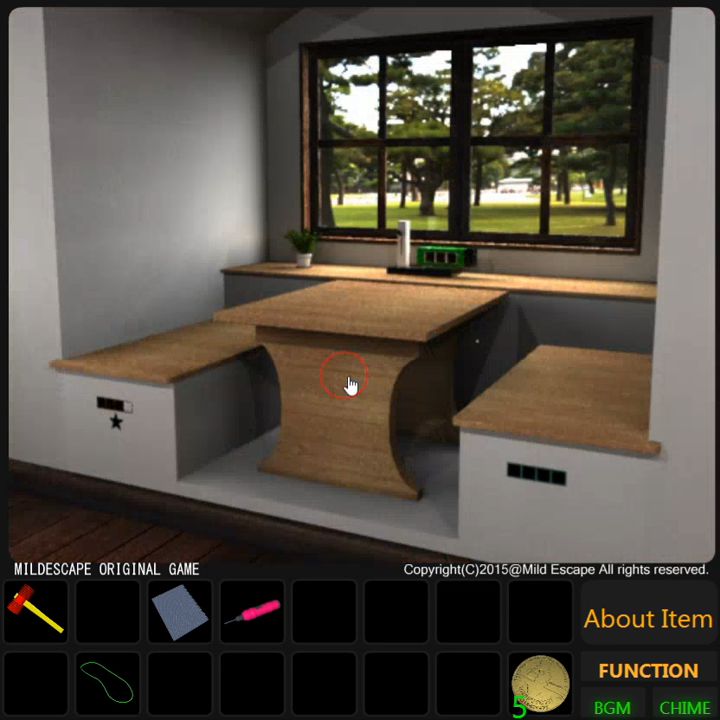 MILDESCAPE ORIGINAL GAME
Copyright(C)2015@Mild Escape All rights reserved.
About Item
FUNCTION
5
BGM
CHIME